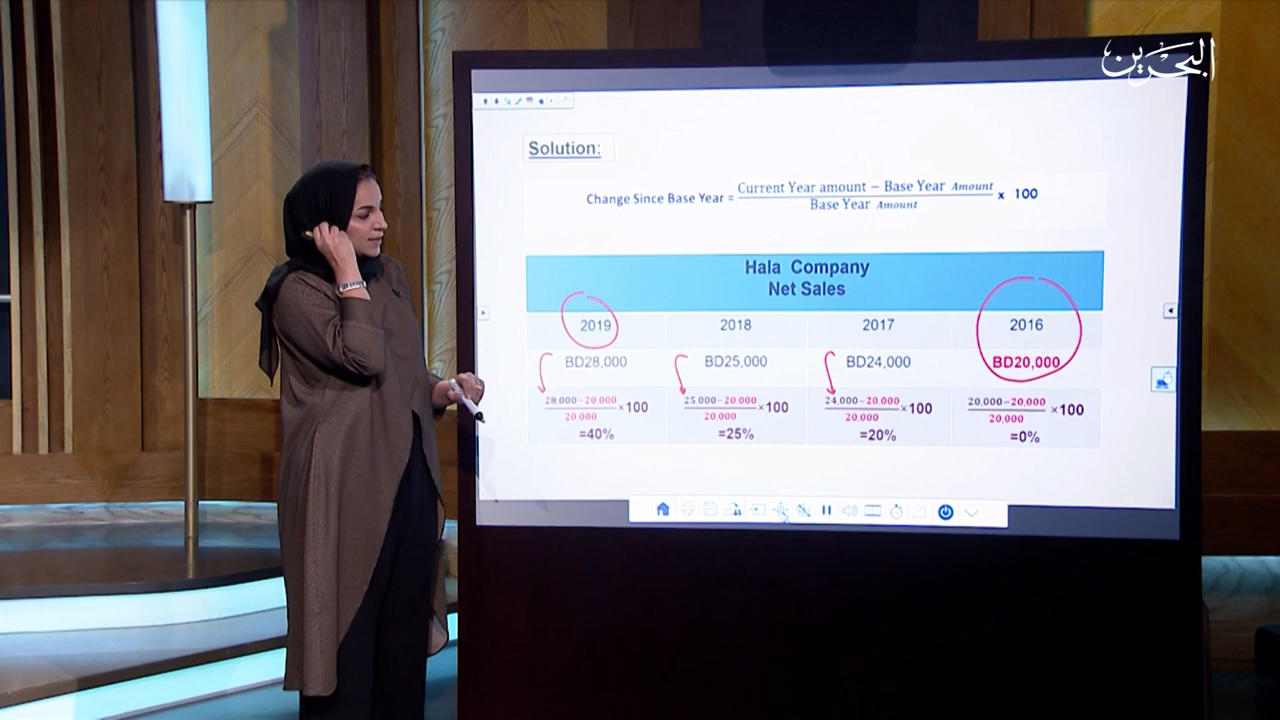 البحرين
Solution:
Change Since Base Year = Current Year amount − Base Year Amount / Base Year Amount x 100
Hala Company
Net Sales
2019 2018 2017 2016
BD28,000 BD25,000 BD24,000 BD20,000
28,000−20,000 / 20,000 ×100 25,000−20,000 / 20,000 ×100 24,000−20,000 / 20,000 ×100 20,000−20,000 / 20,000 ×100
=40% =25% =20% =0%